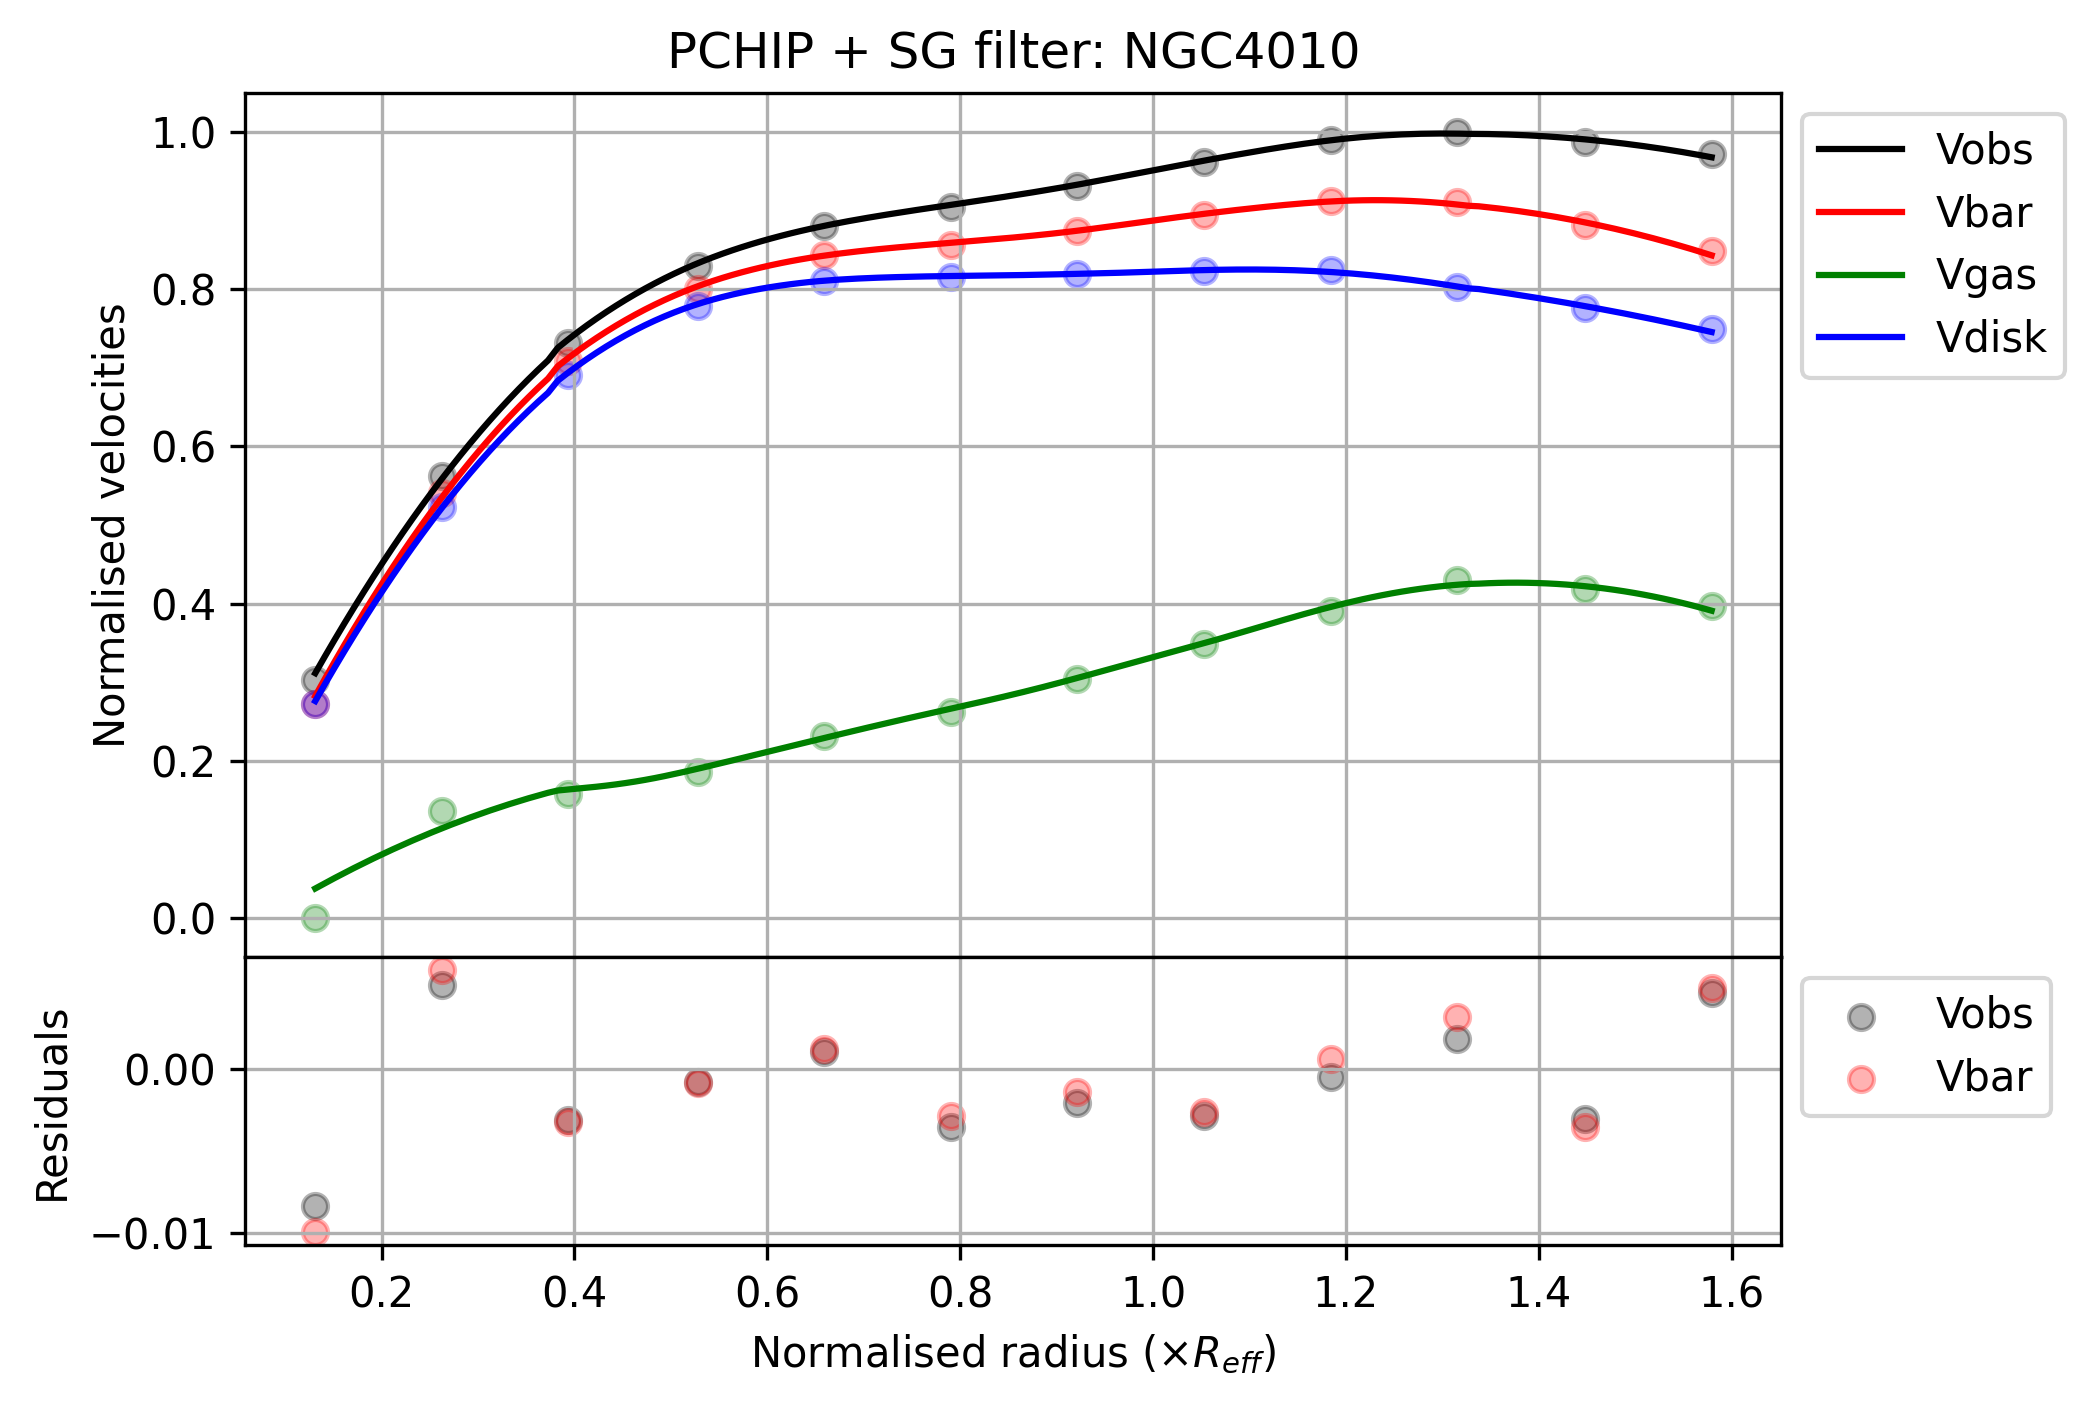 PCHIP + SG filter: NGC4010
Normalised velocities
1.0
0.8
0.6
0.4
0.2
0.0
Vobs
Vbar
Vgas
Vdisk
Residuals
0.00
−0.01
Vobs
Vbar
0.2 0.4 0.6 0.8 1.0 1.2 1.4 1.6
Normalised radius (×R_eff)